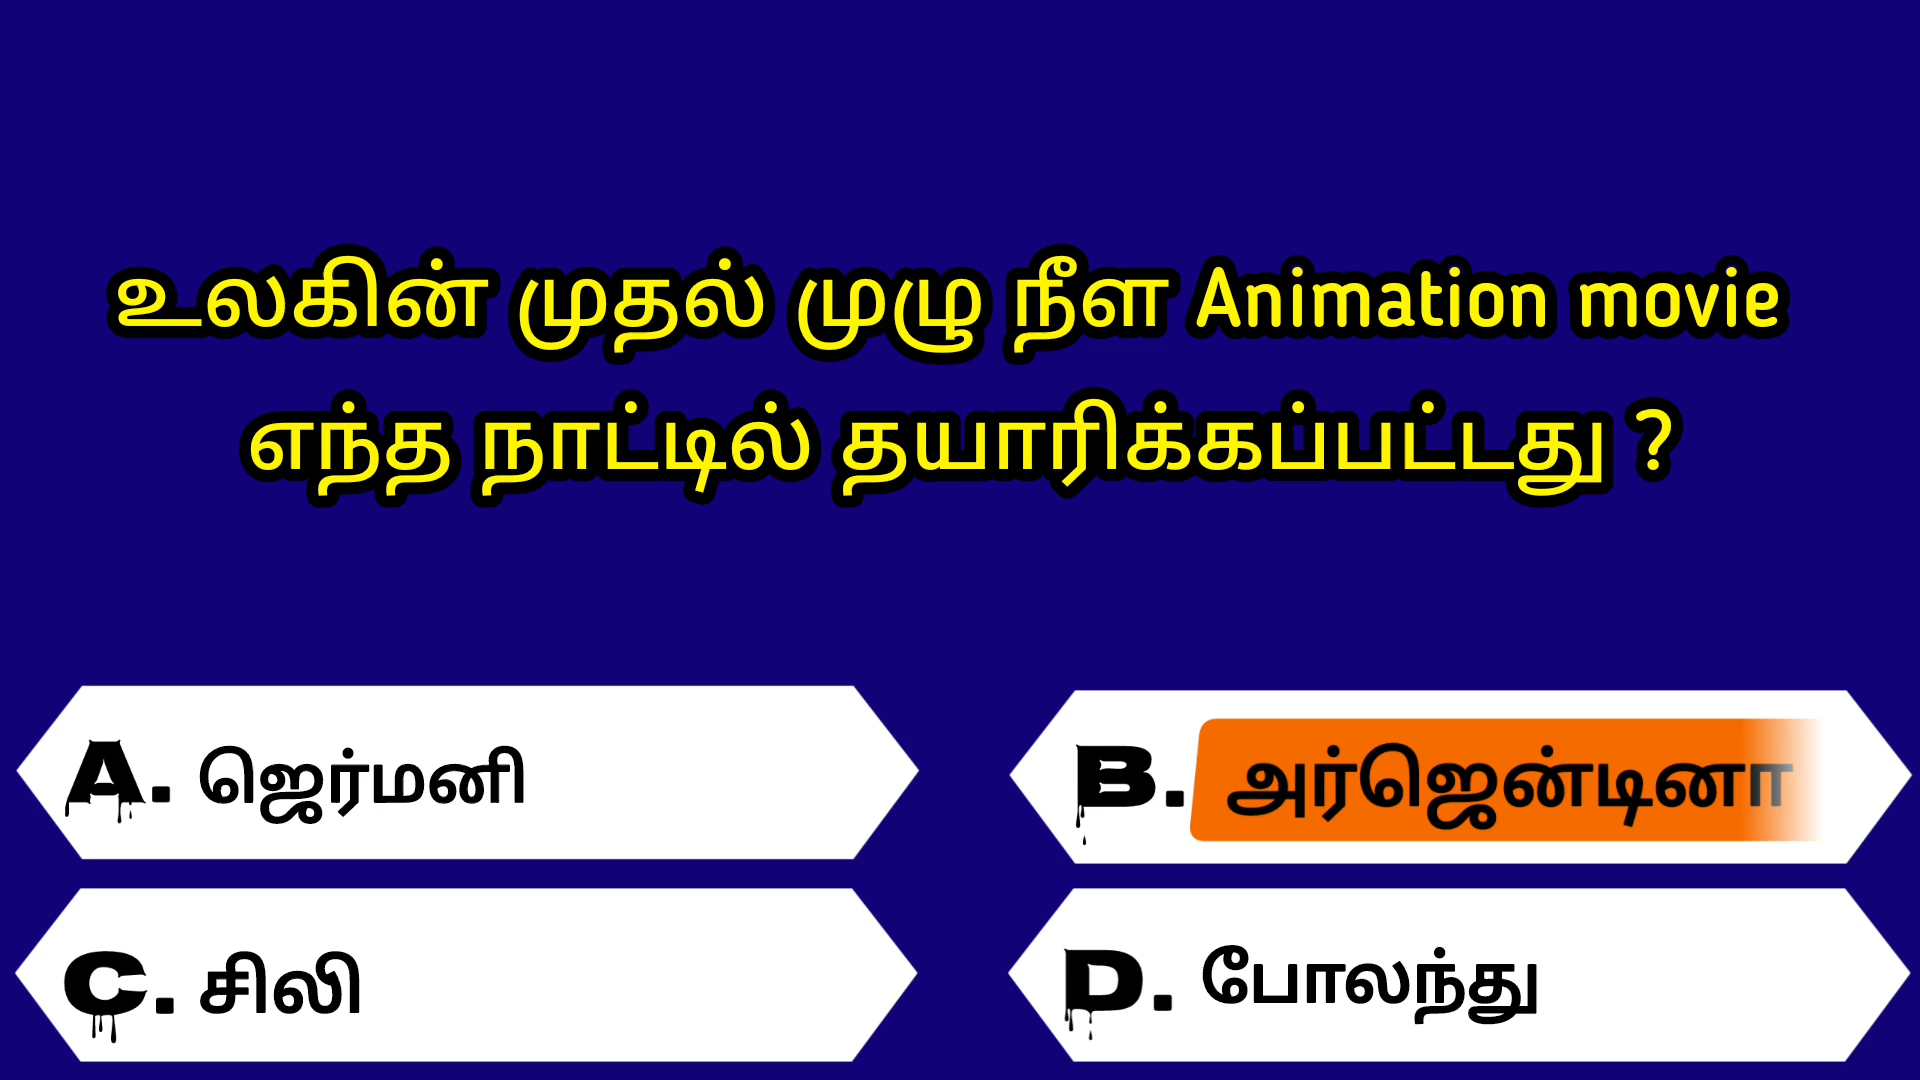 உலகின் முதல் முழு நீள Animation movie
எந்த நாட்டில் தயாரிக்கப்பட்டது ?
A. ஜெர்மனி
B. அர்ஜென்டினா
C. சிலி
D. போலந்து